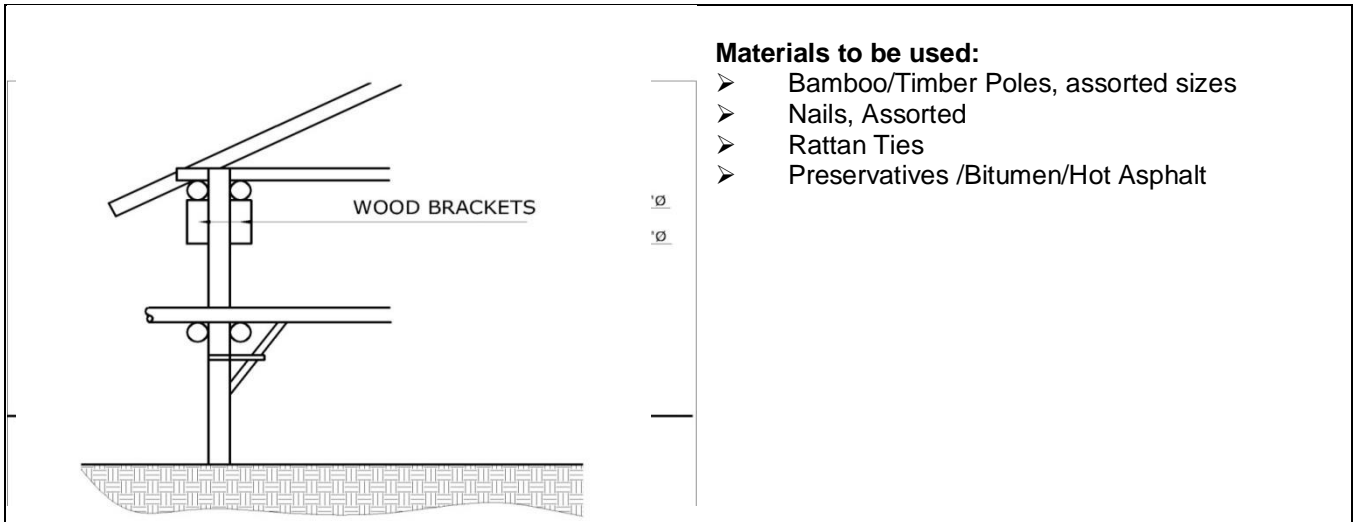 Materials to be used:
➢ Bamboo/Timber Poles, assorted sizes
➢ Nails, Assorted
➢ Rattan Ties
➢ Preservatives /Bitumen/Hot Asphalt
WOOD BRACKETS
"Ø
"Ø